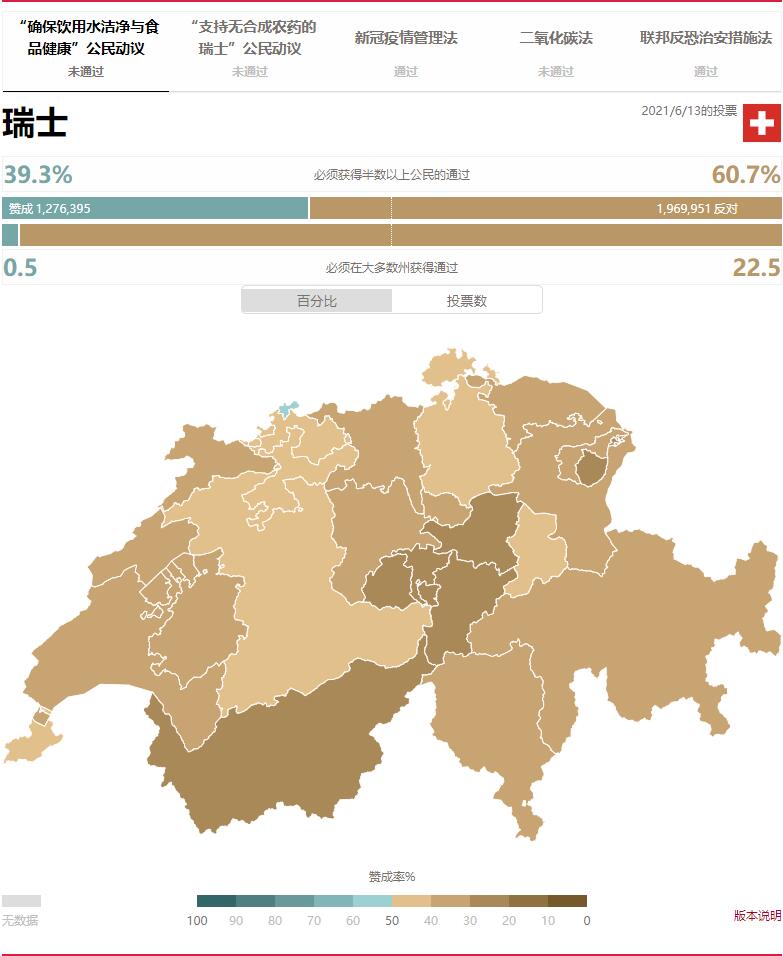 “确保饮用水洁净与食
品健康”公民动议
未通过
“支持无合成农药的
瑞士”公民动议
未通过
新冠疫情管理法
通过
二氧化碳法
未通过
联邦反恐治安措施法
通过
瑞士
2021/6/13的投票
39.3%
必须获得半数以上公民的通过
60.7%
赞成 1,276,395
1,969,951 反对
0.5
必须在大多数州获得通过
22.5
百分比
投票数
赞成率%
无数据
100 90 80 70 60 50 40 30 20 10 0
版本说明